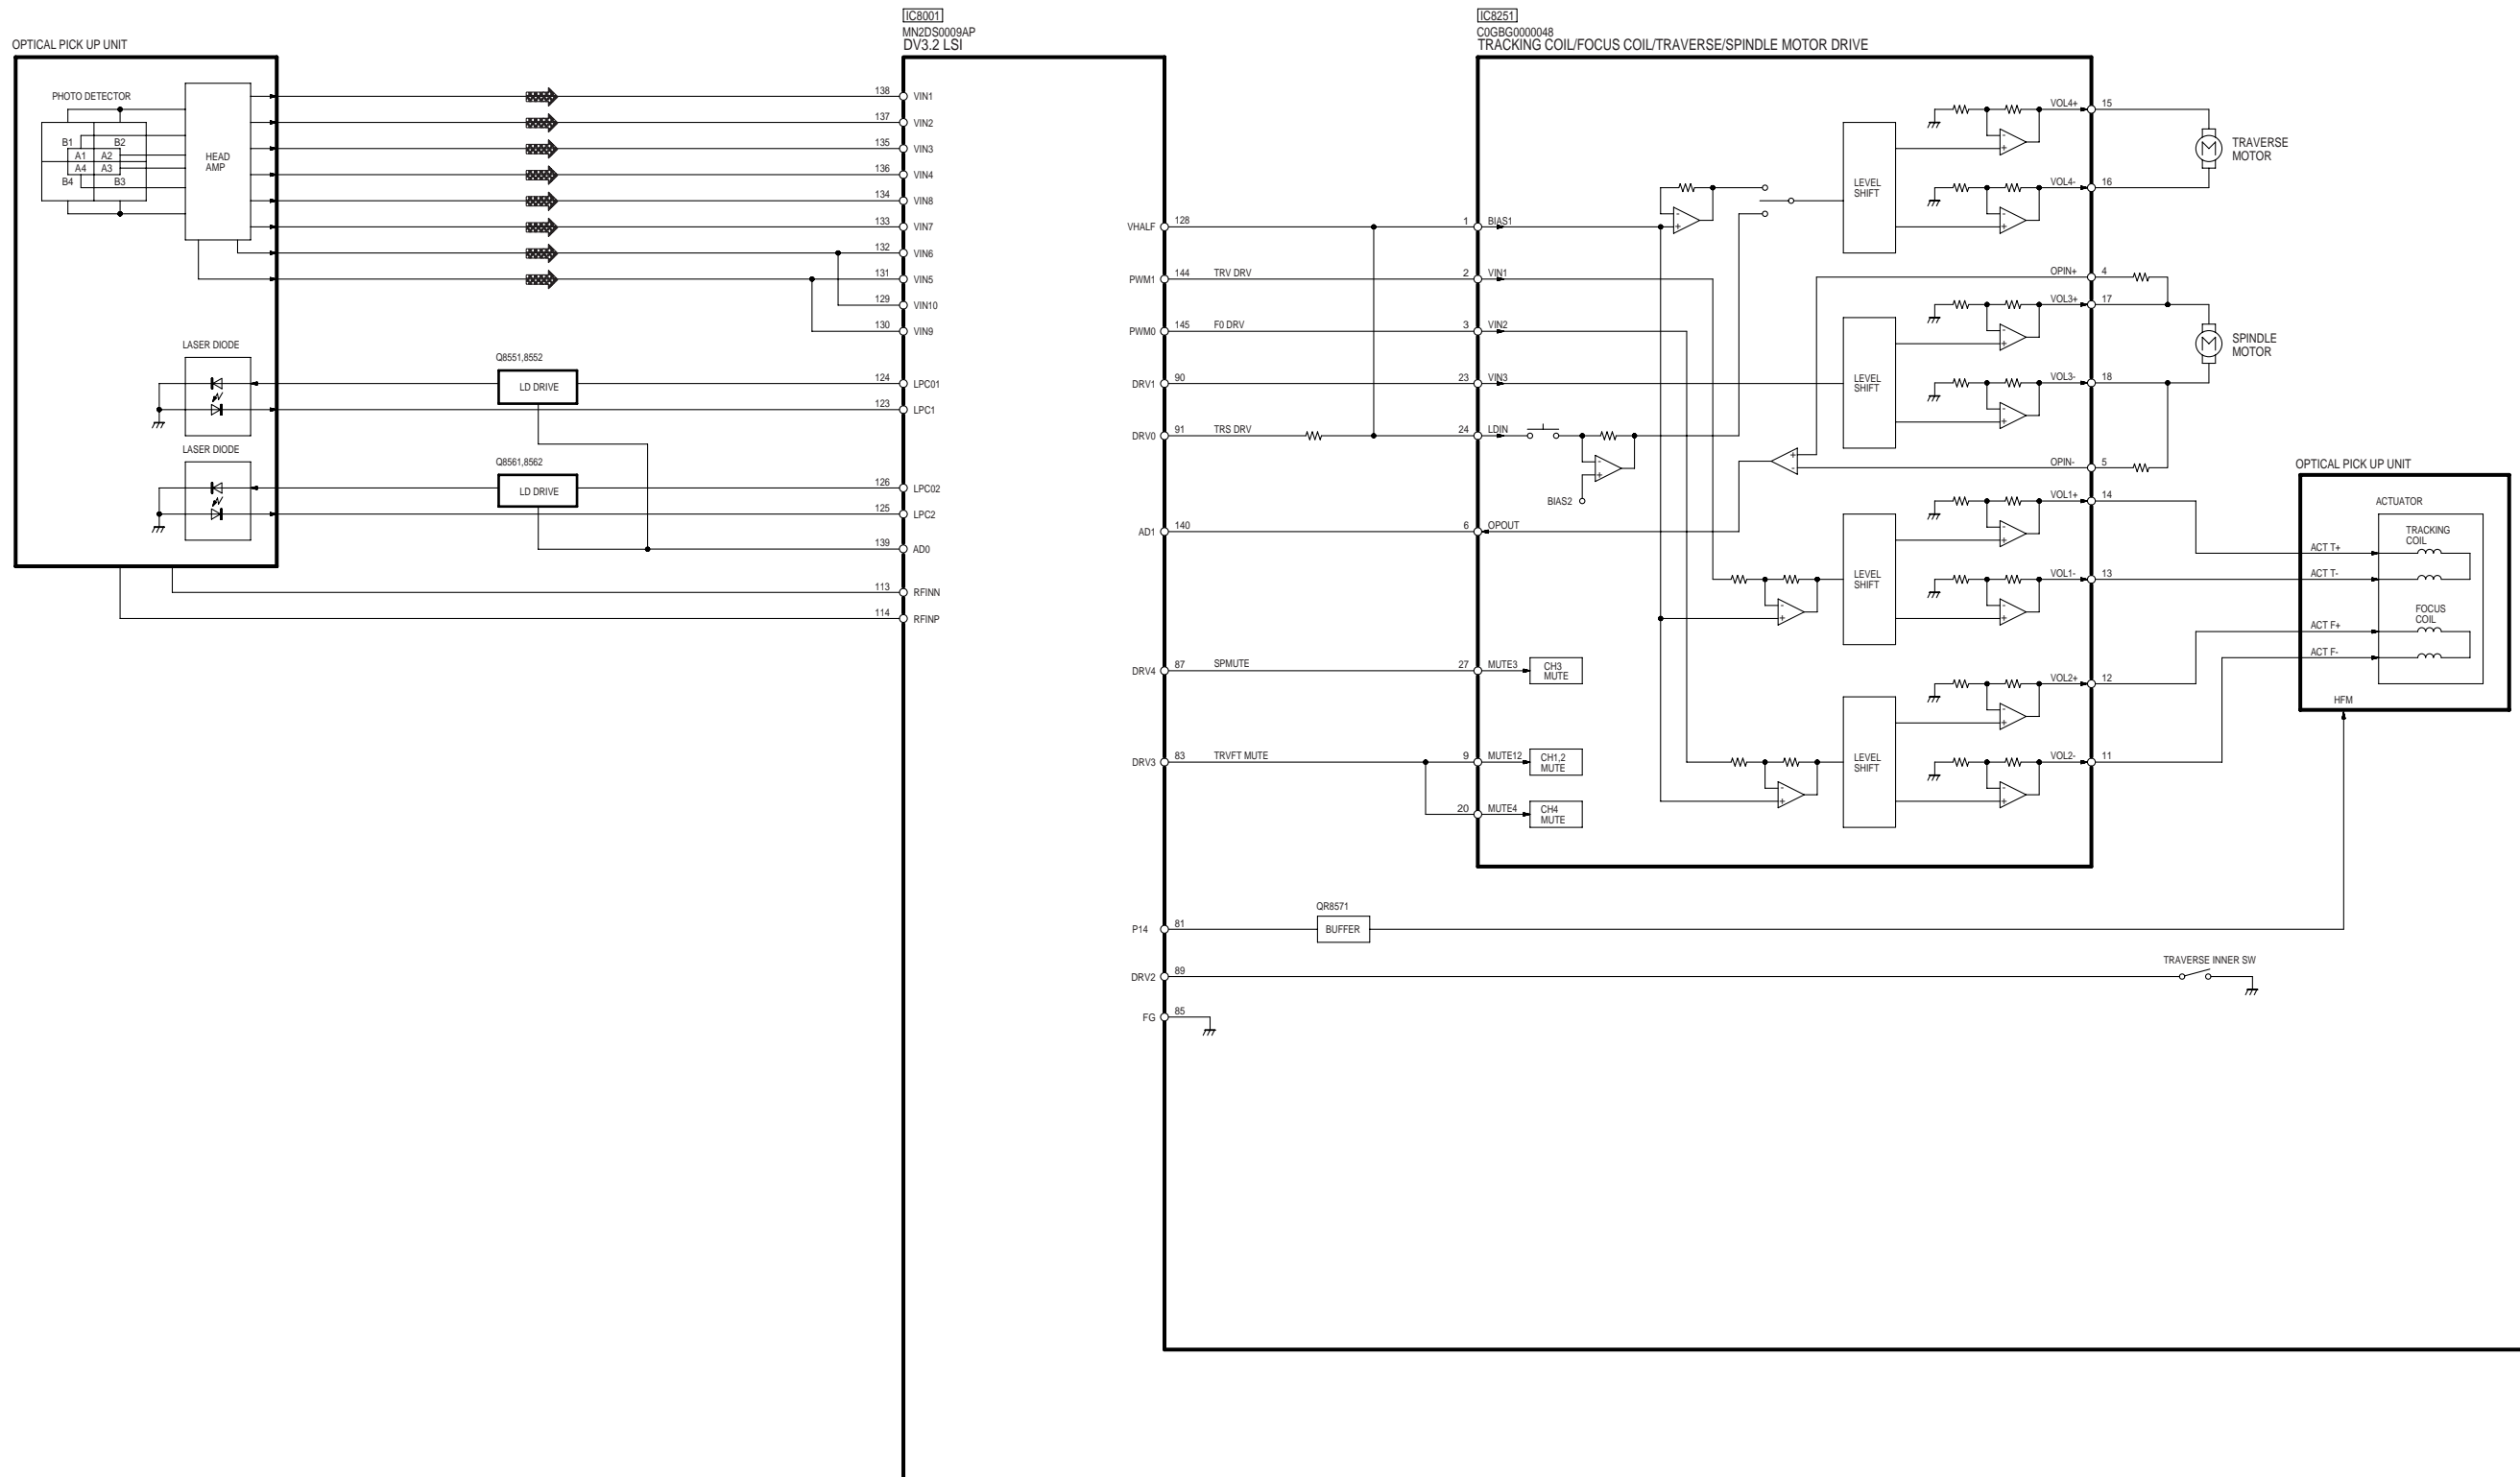 OPTICAL PICK UP UNIT
PHOTO DETECTOR
B1
B2
A1
A2
A4
A3
B4
B3
HEAD
AMP
LASER DIODE
LASER DIODE
Q8551,8552
LD DRIVE
Q8561,8562
LD DRIVE
IC8001
MN2DS0009AP
DV3.2 LSI
138 VIN1
137 VIN2
135 VIN3
136 VIN4
134 VIN8
133 VIN7
132 VIN6
131 VIN5
129 VIN10
130 VIN9
124 LPC01
123 LPC1
126 LPC02
125 LPC2
139 AD0
113 RFINN
114 RFINP
VHALF 128
PWM1 144 TRV DRV
PWM0 145 F0 DRV
DRV1 90
DRV0 91 TRS DRV
AD1 140
DRV4 87 SPMUTE
DRV3 83 TRVFT MUTE
P14 81
DRV2 89
FG 85
QR8571
BUFFER
IC8251
C0GBG0000048
TRACKING COIL/FOCUS COIL/TRAVERSE/SPINDLE MOTOR DRIVE
1 BIAS1
2 VIN1
3 VIN2
23 VIN3
24 LDIN
BIAS2
6 OPOUT
27 MUTE3
CH3
MUTE
9 MUTE12
CH1,2
MUTE
20 MUTE4
CH4
MUTE
LEVEL
SHIFT
LEVEL
SHIFT
LEVEL
SHIFT
LEVEL
SHIFT
VOL4+ 15
VOL4- 16
OPIN+ 4
VOL3+ 17
VOL3- 18
OPIN- 5
VOL1+ 14
VOL1- 13
VOL2+ 12
VOL2- 11
M
TRAVERSE
MOTOR
M
SPINDLE
MOTOR
OPTICAL PICK UP UNIT
ACTUATOR
TRACKING
COIL
ACT T+
ACT T-
FOCUS
COIL
ACT F+
ACT F-
HFM
TRAVERSE INNER SW